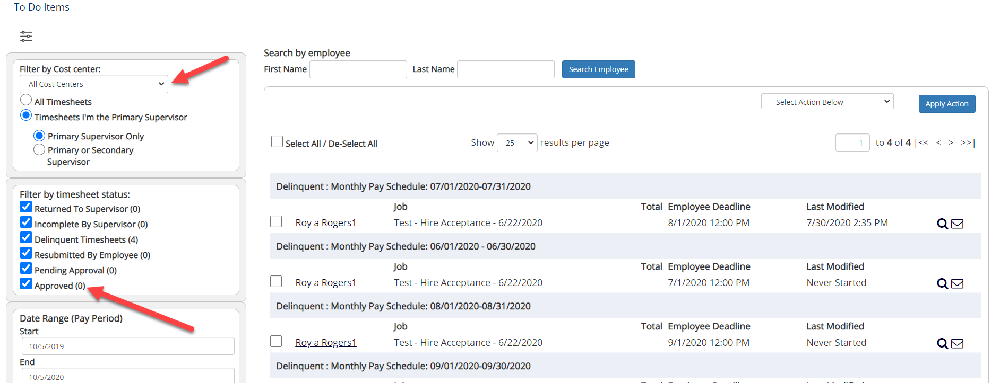 To Do Items
Filter by Cost center:
All Cost Centers
All Timesheets
Timesheets I'm the Primary Supervisor
Primary Supervisor Only
Primary or Secondary
Supervisor
Filter by timesheet status:
Returned To Supervisor (0)
Incomplete By Supervisor (0)
Delinquent Timesheets (4)
Resubmitted By Employee (0)
Pending Approval (0)
Approved (0)
Date Range (Pay Period)
Start
10/5/2019
End
10/5/2020
Search by employee
First Name Last Name Search Employee
-- Select Action Below -- Apply Action
Select All / De-Select All Show 25 results per page 1 to 4 of 4 |<< < > >>|
Delinquent : Monthly Pay Schedule: 07/01/2020-07/31/2020
Job Total Employee Deadline Last Modified
Roy a Rogers1 Test - Hire Acceptance - 6/22/2020 8/1/2020 12:00 PM 7/30/2020 2:35 PM
Delinquent : Monthly Pay Schedule: 06/01/2020 - 06/30/2020
Job Total Employee Deadline Last Modified
Roy a Rogers1 Test - Hire Acceptance - 6/22/2020 7/1/2020 12:00 PM Never Started
Delinquent : Monthly Pay Schedule: 08/01/2020-08/31/2020
Job Total Employee Deadline Last Modified
Roy a Rogers1 Test - Hire Acceptance - 6/22/2020 9/1/2020 12:00 PM Never Started
Delinquent : Monthly Pay Schedule: 09/01/2020-09/30/2020